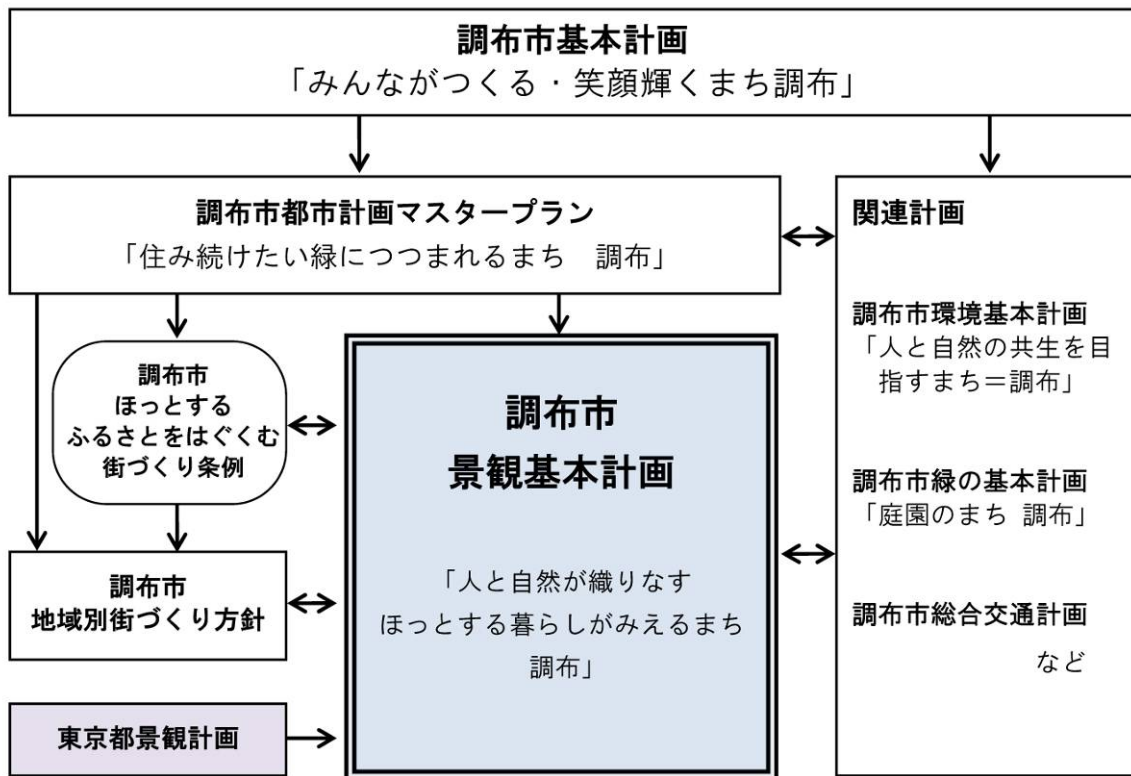 調布市基本計画
「みんながつくる・笑顔輝くまち調布」
調布市都市計画マスタープラン
「住み続けたい緑につつまれるまち　調布」
調布市
ほっとする
ふるさとをはぐくむ
街づくり条例
調布市
地域別街づくり方針
東京都景観計画
調布市
景観基本計画
「人と自然が織りなす
ほっとする暮らしがみえるまち
調布」
関連計画
調布市環境基本計画
「人と自然の共生を目
指すまち＝調布」
調布市緑の基本計画
「庭園のまち 調布」
調布市総合交通計画
など